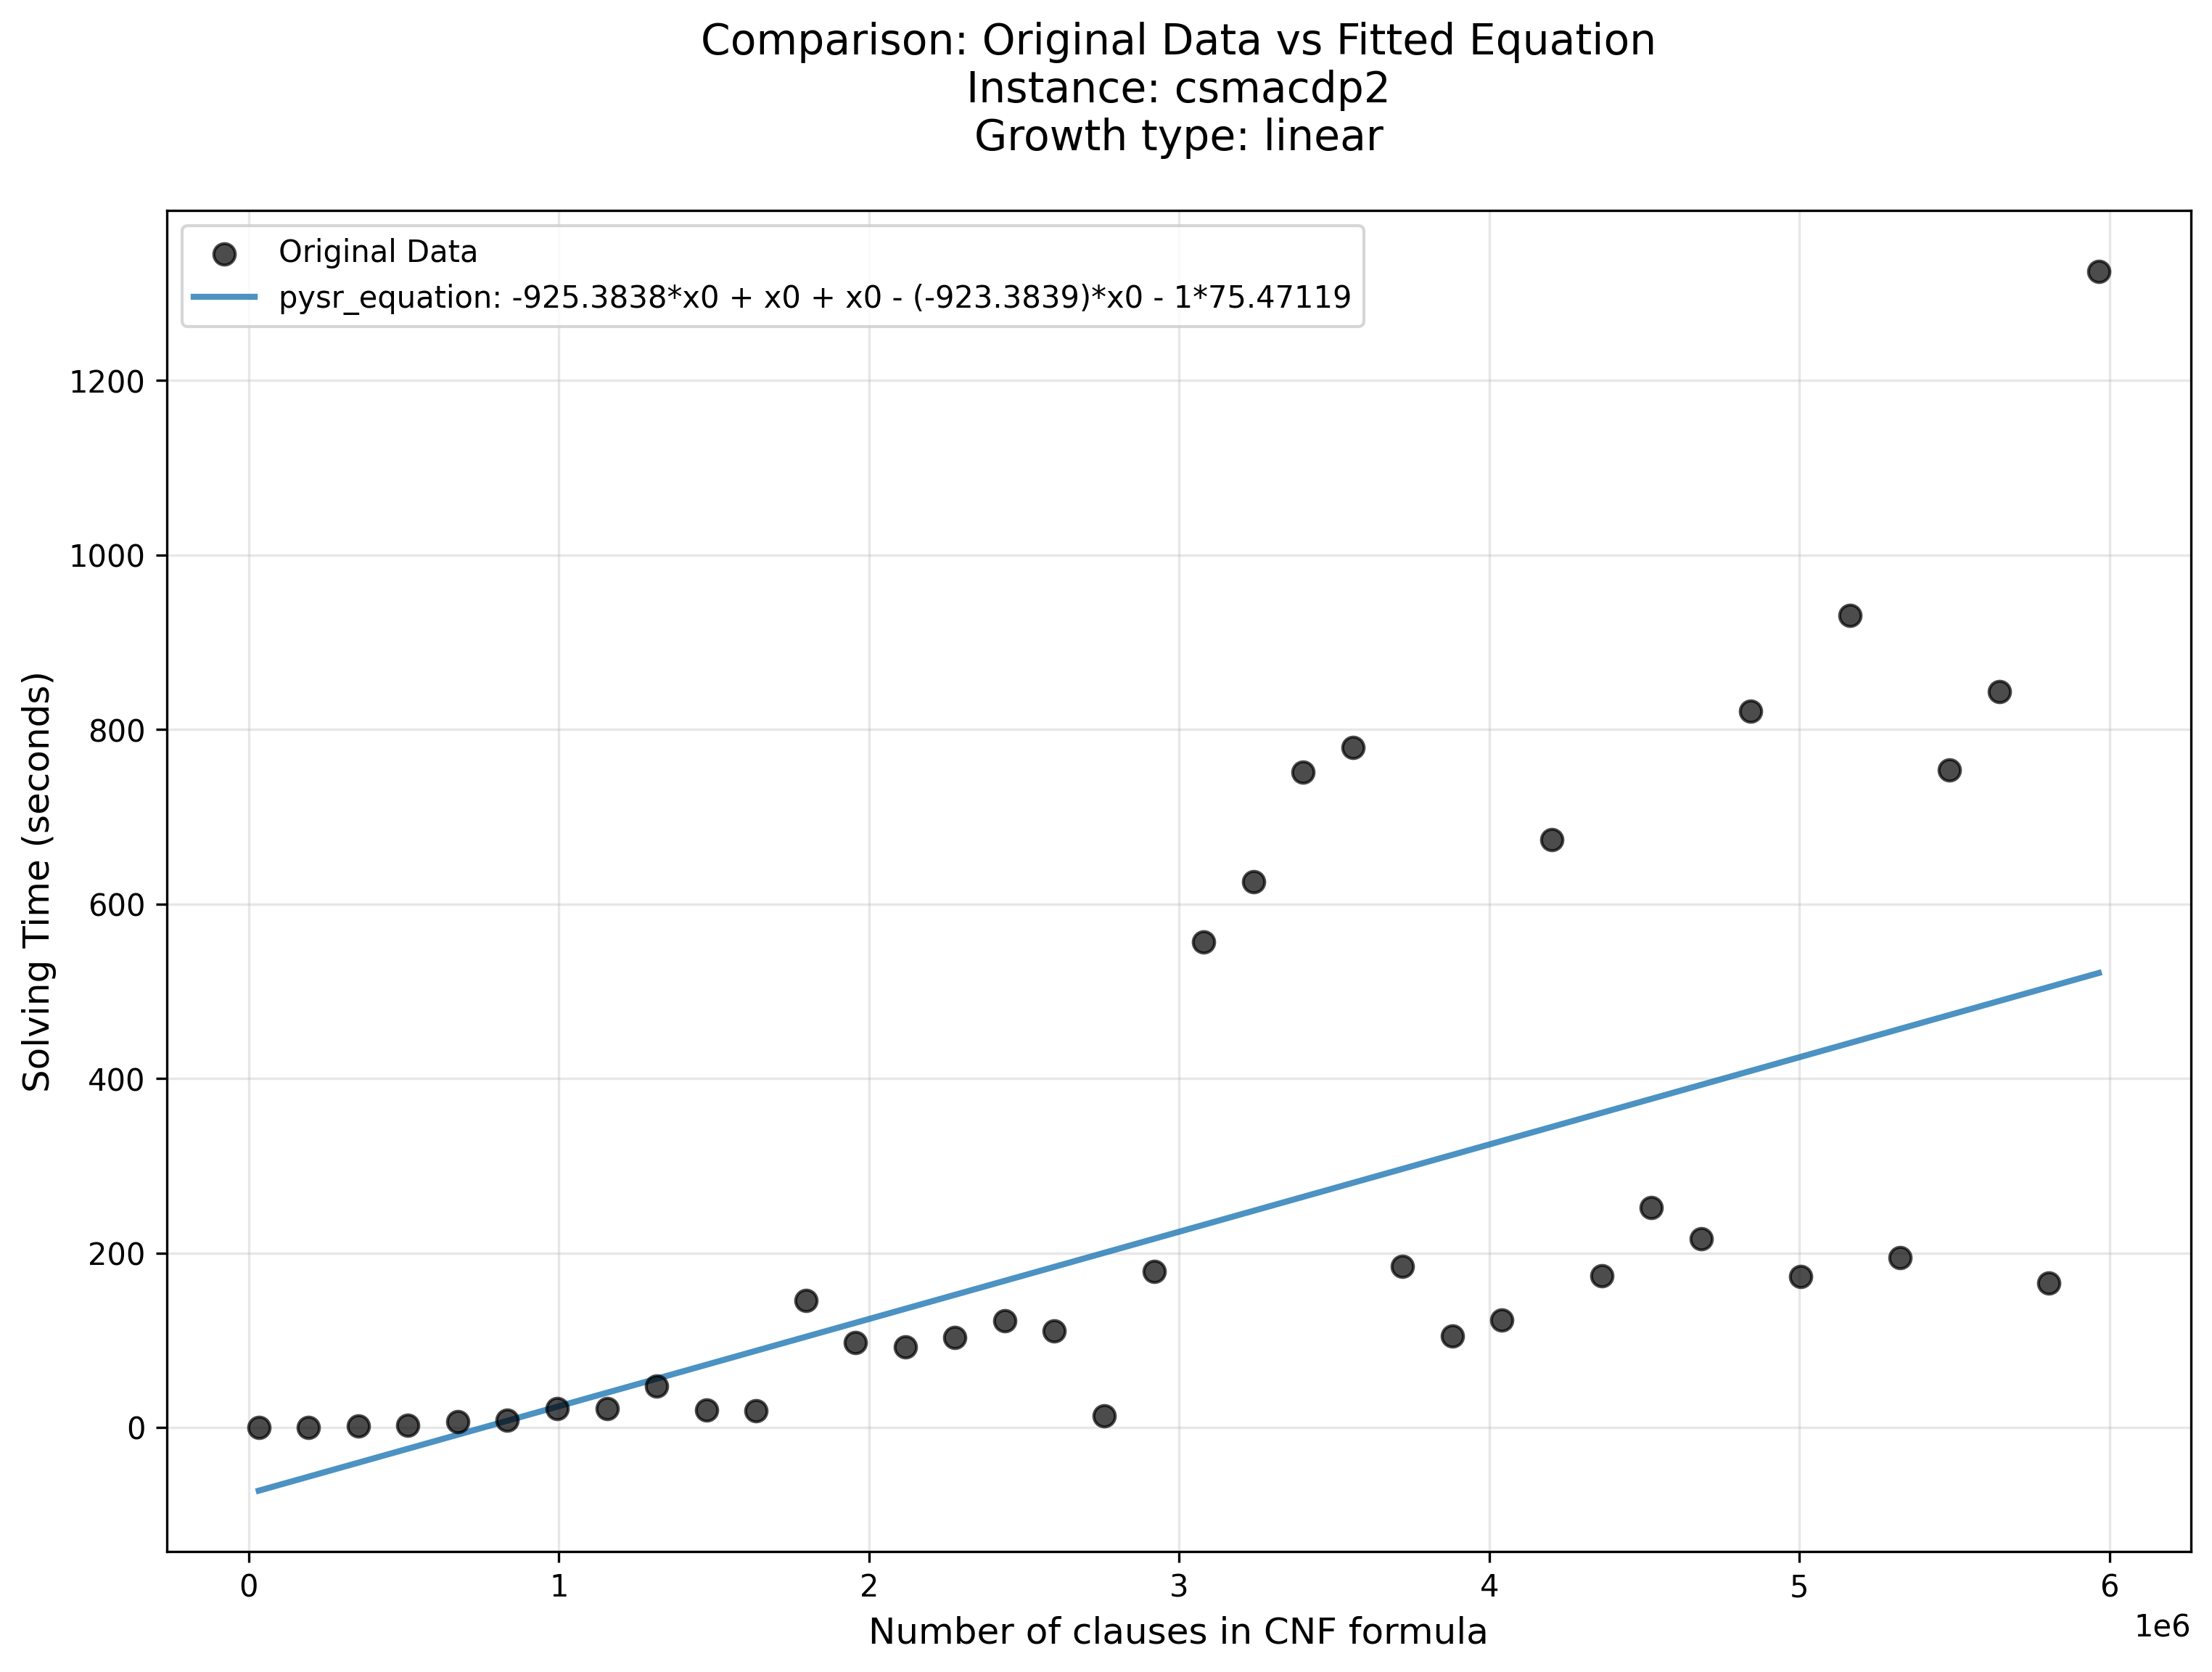 Comparison: Original Data vs Fitted Equation
Instance: csmacdp2
Growth type: linear
Original Data
pysr_equation: -925.3838*x0 + x0 + x0 - (-923.3839)*x0 - 1*75.47119
1200
1000
800
600
400
200
0
Solving Time (seconds)
0 1 2 3 4 5 6
1e6
Number of clauses in CNF formula